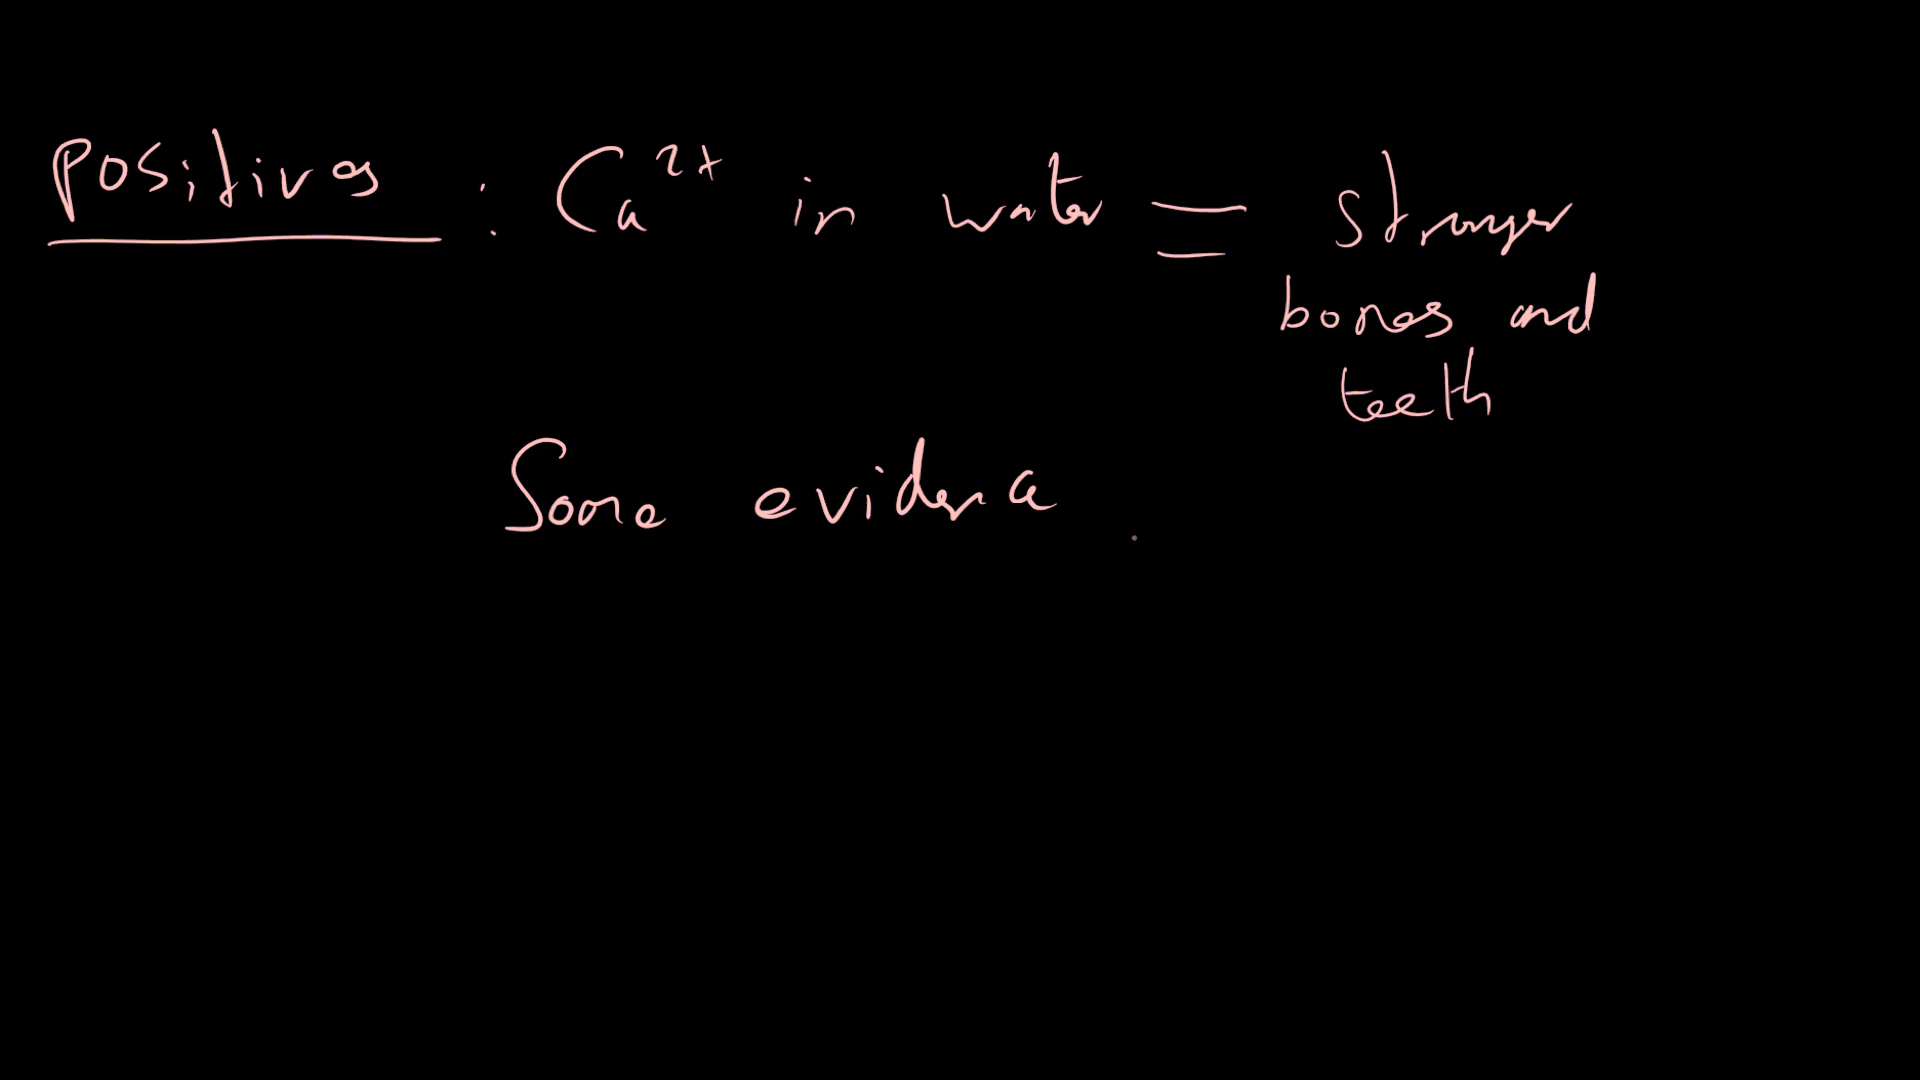 Positives : Ca²⁺ in water = stronger
bones and
teeth
Some evidence